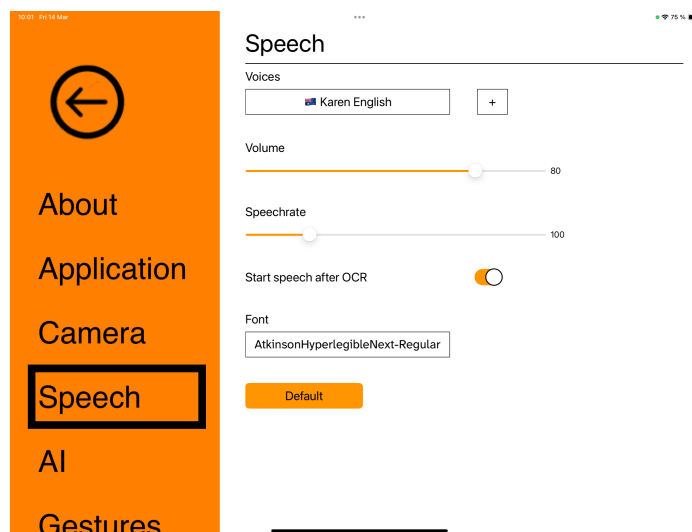 10:01 Fri 14 Mar
75 %
Speech
Voices
Karen English
+
Volume
80
Speechrate
100
Start speech after OCR
Font
AtkinsonHyperlegibleNext-Regular
Default
About
Application
Camera
Speech
AI
Gestures